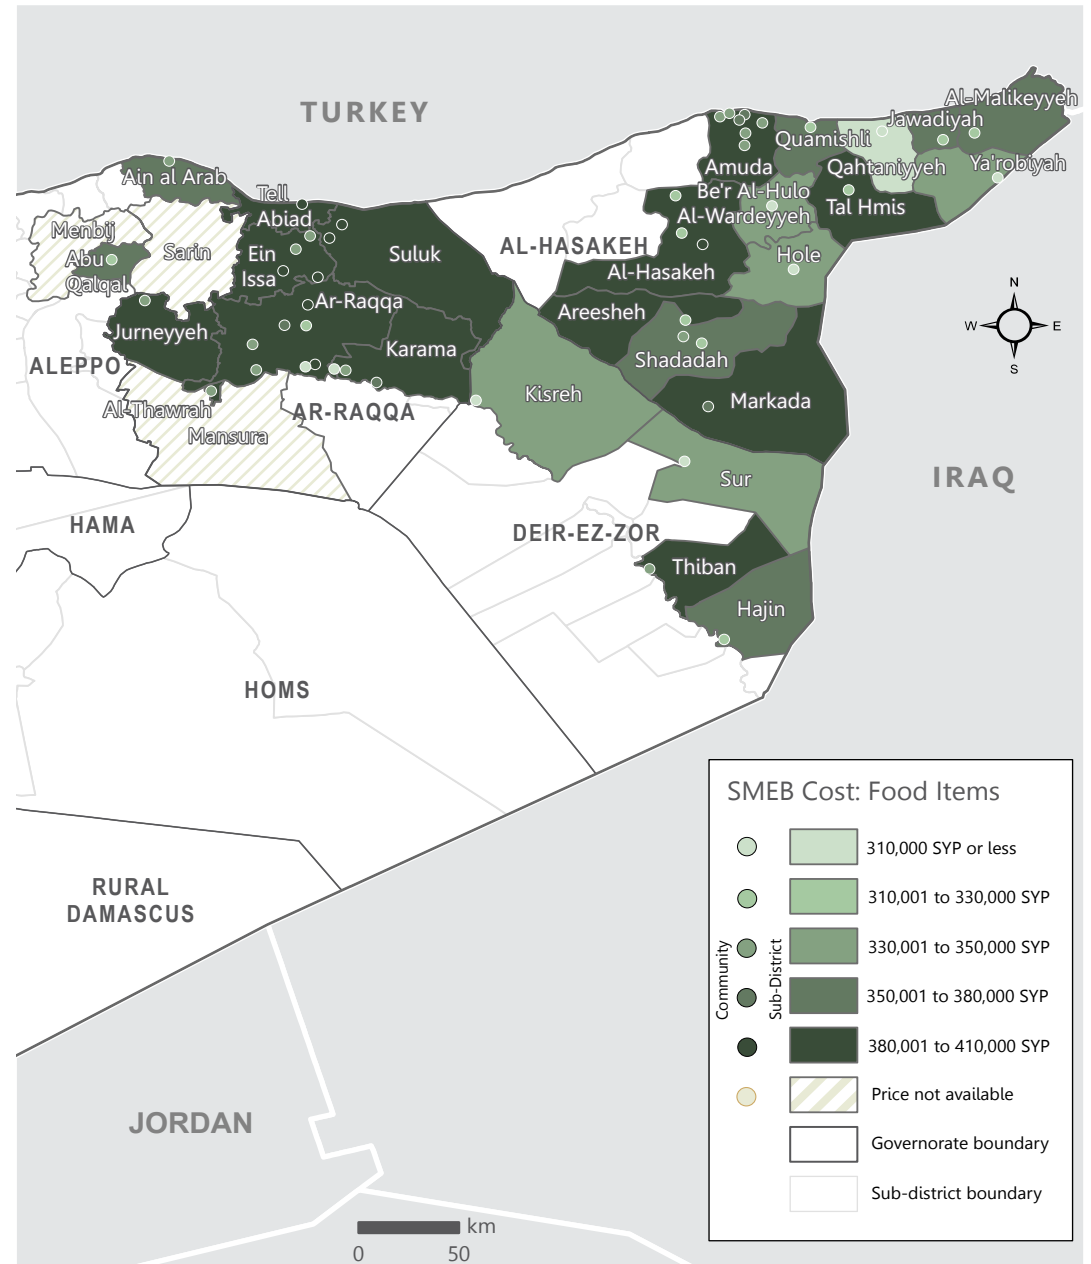 TURKEY
Al-Malikeyyeh
Jawadiyah
Quamishli
Ain al Arab
Amuda
Qahtaniyyeh
Ya'robiyah
Tell
Abiad
Be'r Al-Hulo
Al-Wardeyyeh
Tal Hmis
Menbij
Sarin
Abu
Qalqal
Ein
Issa
Suluk
AL-HASAKEH
Hole
Al-Hasakeh
N
W
E
S
Ar-Raqqa
Areesheh
Jurneyyeh
Karama
Shadadah
ALEPPO
Kisreh
Markada
Al-Thawrah
AR-RAQQA
Mansura
IRAQ
Sur
HAMA
DEIR-EZ-ZOR
Thiban
Hajin
HOMS
RURAL
DAMASCUS
JORDAN
SMEB Cost: Food Items
Community
Sub-District
310,000 SYP or less
310,001 to 330,000 SYP
330,001 to 350,000 SYP
350,001 to 380,000 SYP
380,001 to 410,000 SYP
Price not available
Governorate boundary
Sub-district boundary
km
0
50